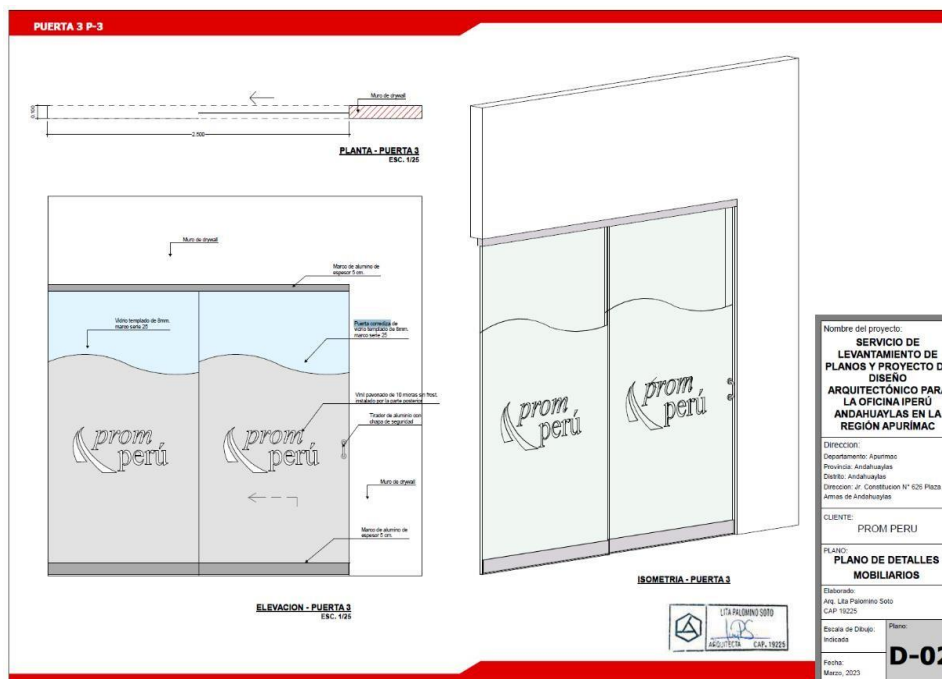 PUERTA 3 P-3
Muro de drywall
0.100
2.500
PLANTA - PUERTA 3
ESC. 1/25
Muro de drywall
Marco de alumino de
espesor 5 cm.
Vidrio templado de 8mm.
marco serie 25
Puerta corrediza de
vidrio templado de 8mm.
marco serie 25
Vinil pavonado de 10 micras sin frost.
instalado por la parte posterior
Tirador de aluminio con
chapa de seguridad
prom
perú
prom
perú
Muro de drywall
Marco de alumino de
espesor 5 cm.
ELEVACION - PUERTA 3
ESC. 1/25
prom
perú
prom
perú
ISOMETRIA - PUERTA 3
LITA PALOMINO SOTO
ARQUITECTA CAP. 19225
Nombre del proyecto:
SERVICIO DE
LEVANTAMIENTO DE
PLANOS Y PROYECTO D
DISEÑO
ARQUITECTÓNICO PARA
LA OFICINA IPERÚ
ANDAHUAYLAS EN LA
REGIÓN APURÍMAC
Direccion:
Departamento: Apurimac
Provincia: Andahuaylas
Distrito: Andahuaylas
Direccion: Jr. Constitucion N° 626 Plaza
Armas de Andahuaylas
CLIENTE:
PROM PERU
PLANO:
PLANO DE DETALLES
MOBILIARIOS
Elaborado:
Arq. Lita Palomino Soto
CAP 19225
Escala de Dibujo:
Indicada
Plano:
D-02
Fecha:
Marzo, 2023